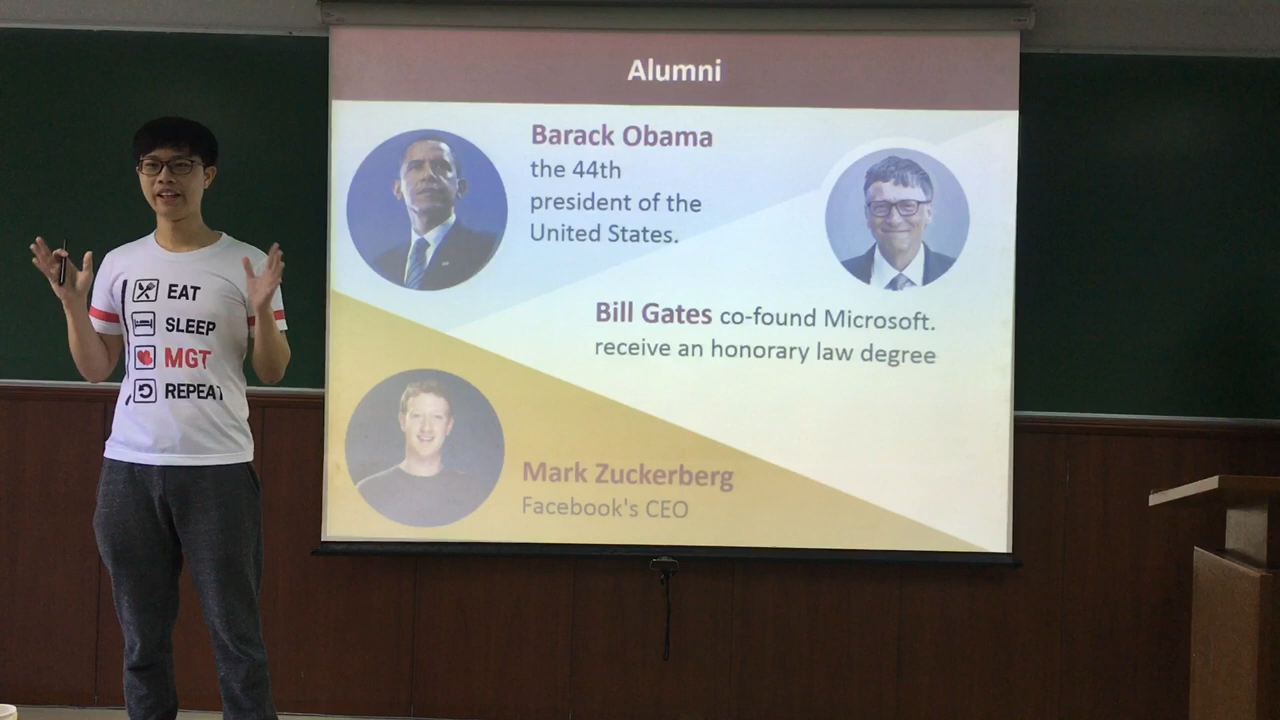 Alumni
Barack Obama
the 44th
president of the
United States.
Bill Gates co-found Microsoft.
receive an honorary law degree
Mark Zuckerberg
Facebook's CEO
EAT
SLEEP
MGT
REPEAT